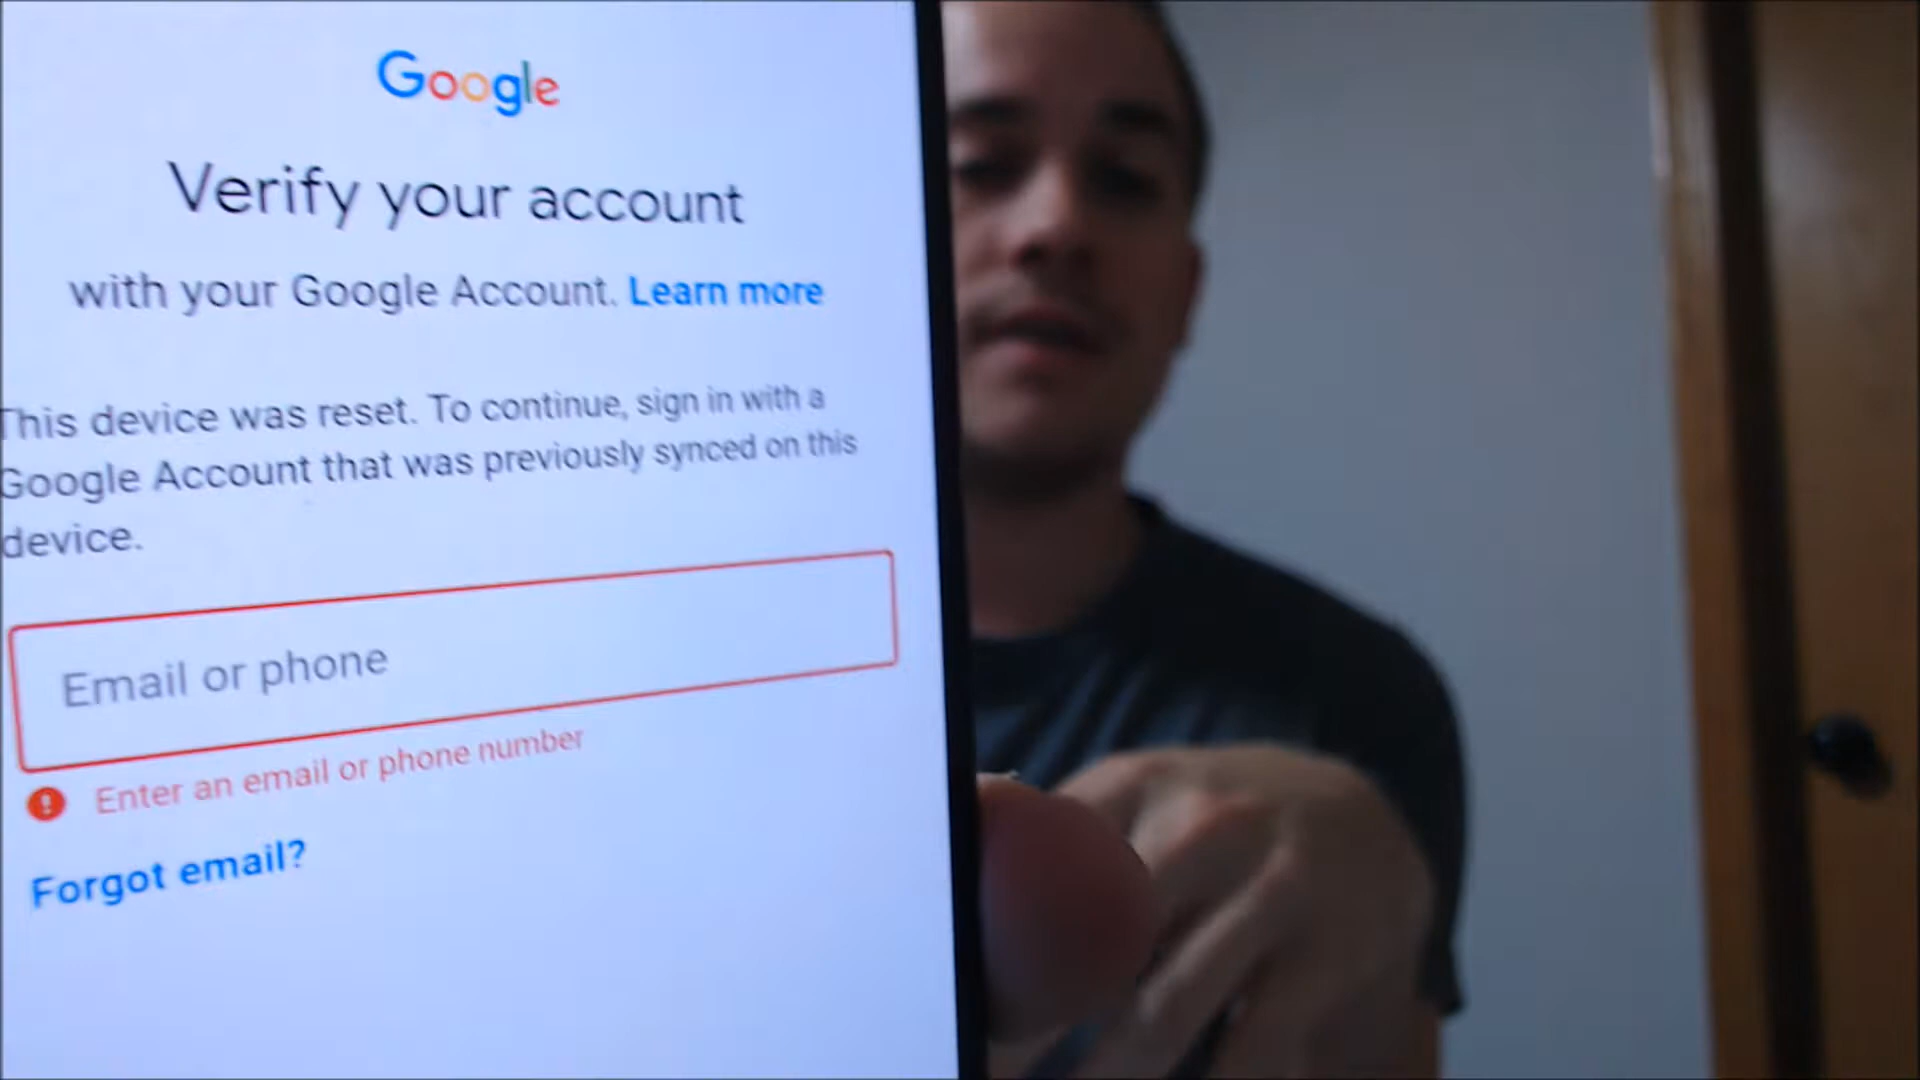 Google
Verify your account
with your Google Account. Learn more
This device was reset. To continue, sign in with a
Google Account that was previously synced on this
device.
Email or phone
Enter an email or phone number
Forgot email?